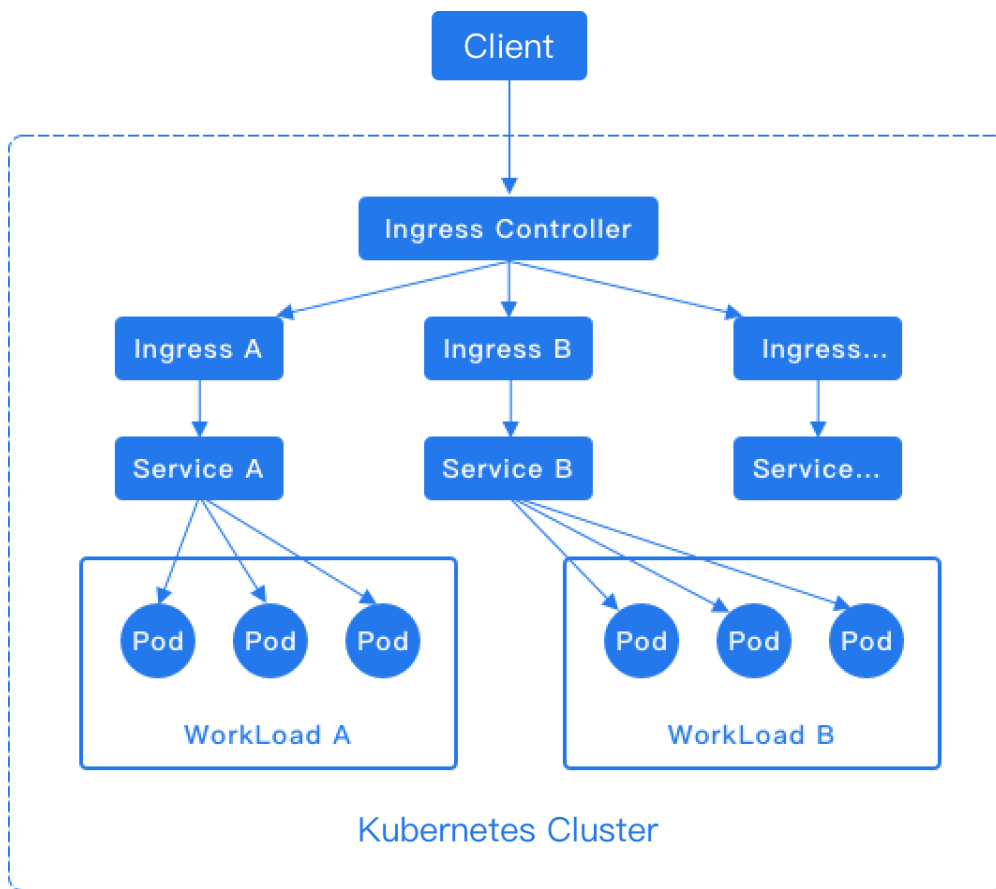 Client
Ingress Controller
Ingress A
Ingress B
Ingress...
Service A
Service B
Service...
Pod
Pod
Pod
Pod
Pod
Pod
WorkLoad A
WorkLoad B
Kubernetes Cluster